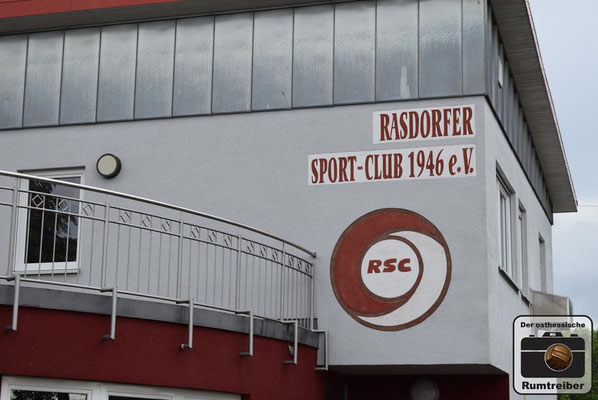 RASDORFER
SPORT-CLUB 1946 e.V.
RSC
Der osthessische
Rumtreiber